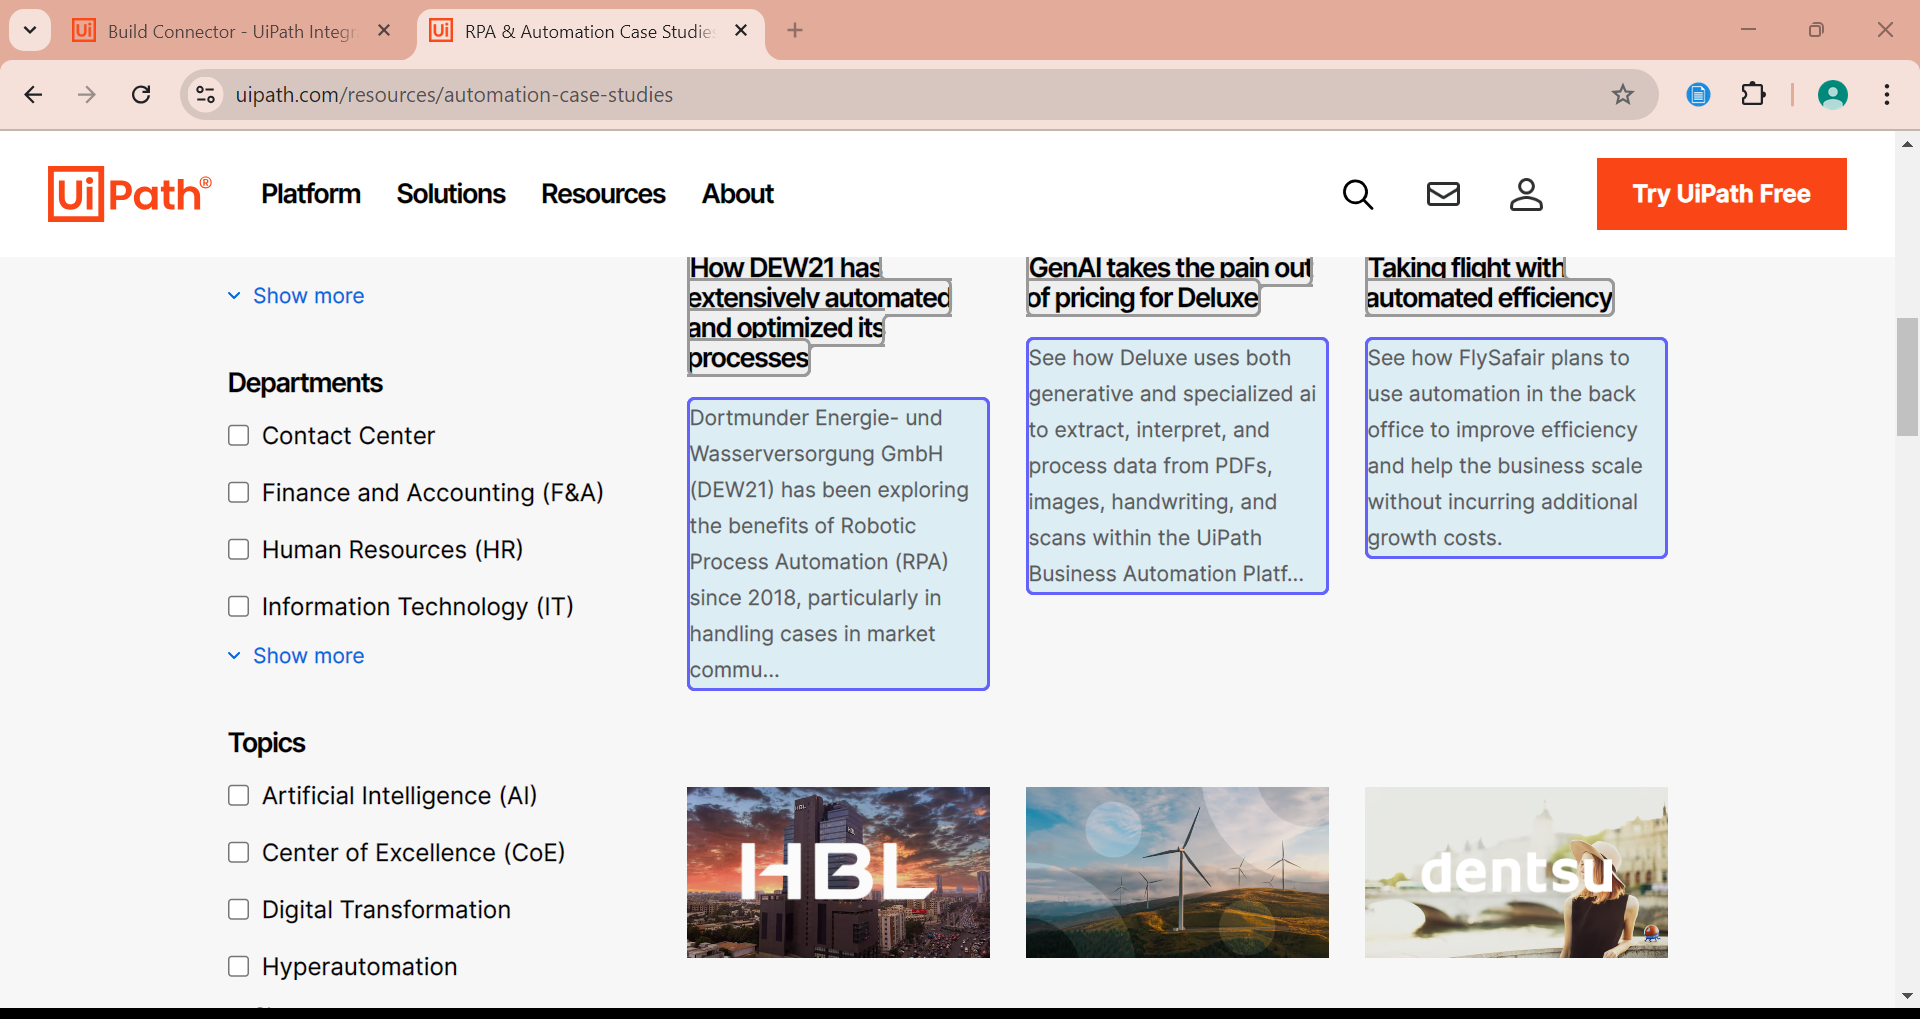 Build Connector - UiPath Integr
RPA & Automation Case Studies
uipath.com/resources/automation-case-studies
UiPath®
Platform
Solutions
Resources
About
Try UiPath Free
Show more
Departments
Contact Center
Finance and Accounting (F&A)
Human Resources (HR)
Information Technology (IT)
Show more
Topics
Artificial Intelligence (AI)
Center of Excellence (CoE)
Digital Transformation
Hyperautomation
How DEW21 has
extensively automated
and optimized its
processes
Dortmunder Energie- und
Wasserversorgung GmbH
(DEW21) has been exploring
the benefits of Robotic
Process Automation (RPA)
since 2018, particularly in
handling cases in market
commu...
GenAI takes the pain out
of pricing for Deluxe
See how Deluxe uses both
generative and specialized ai
to extract, interpret, and
process data from PDFs,
images, handwriting, and
scans within the UiPath
Business Automation Platf...
Taking flight with
automated efficiency
See how FlySafair plans to
use automation in the back
office to improve efficiency
and help the business scale
without incurring additional
growth costs.
HBL
dentsu